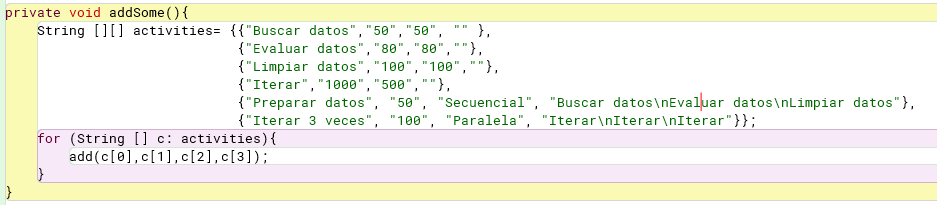 private void addSome(){
String [][] activities= {{"Buscar datos","50","50", "" },
{"Evaluar datos","80","80",""},
{"Limpiar datos","100","100",""},
{"Iterar","1000","500",""},
{"Preparar datos", "50", "Secuencial", "Buscar datos\nEvaluar datos\nLimpiar datos"},
{"Iterar 3 veces", "100", "Paralela", "Iterar\nIterar\nIterar"}};
for (String [] c: activities){
add(c[0],c[1],c[2],c[3]);
}
}